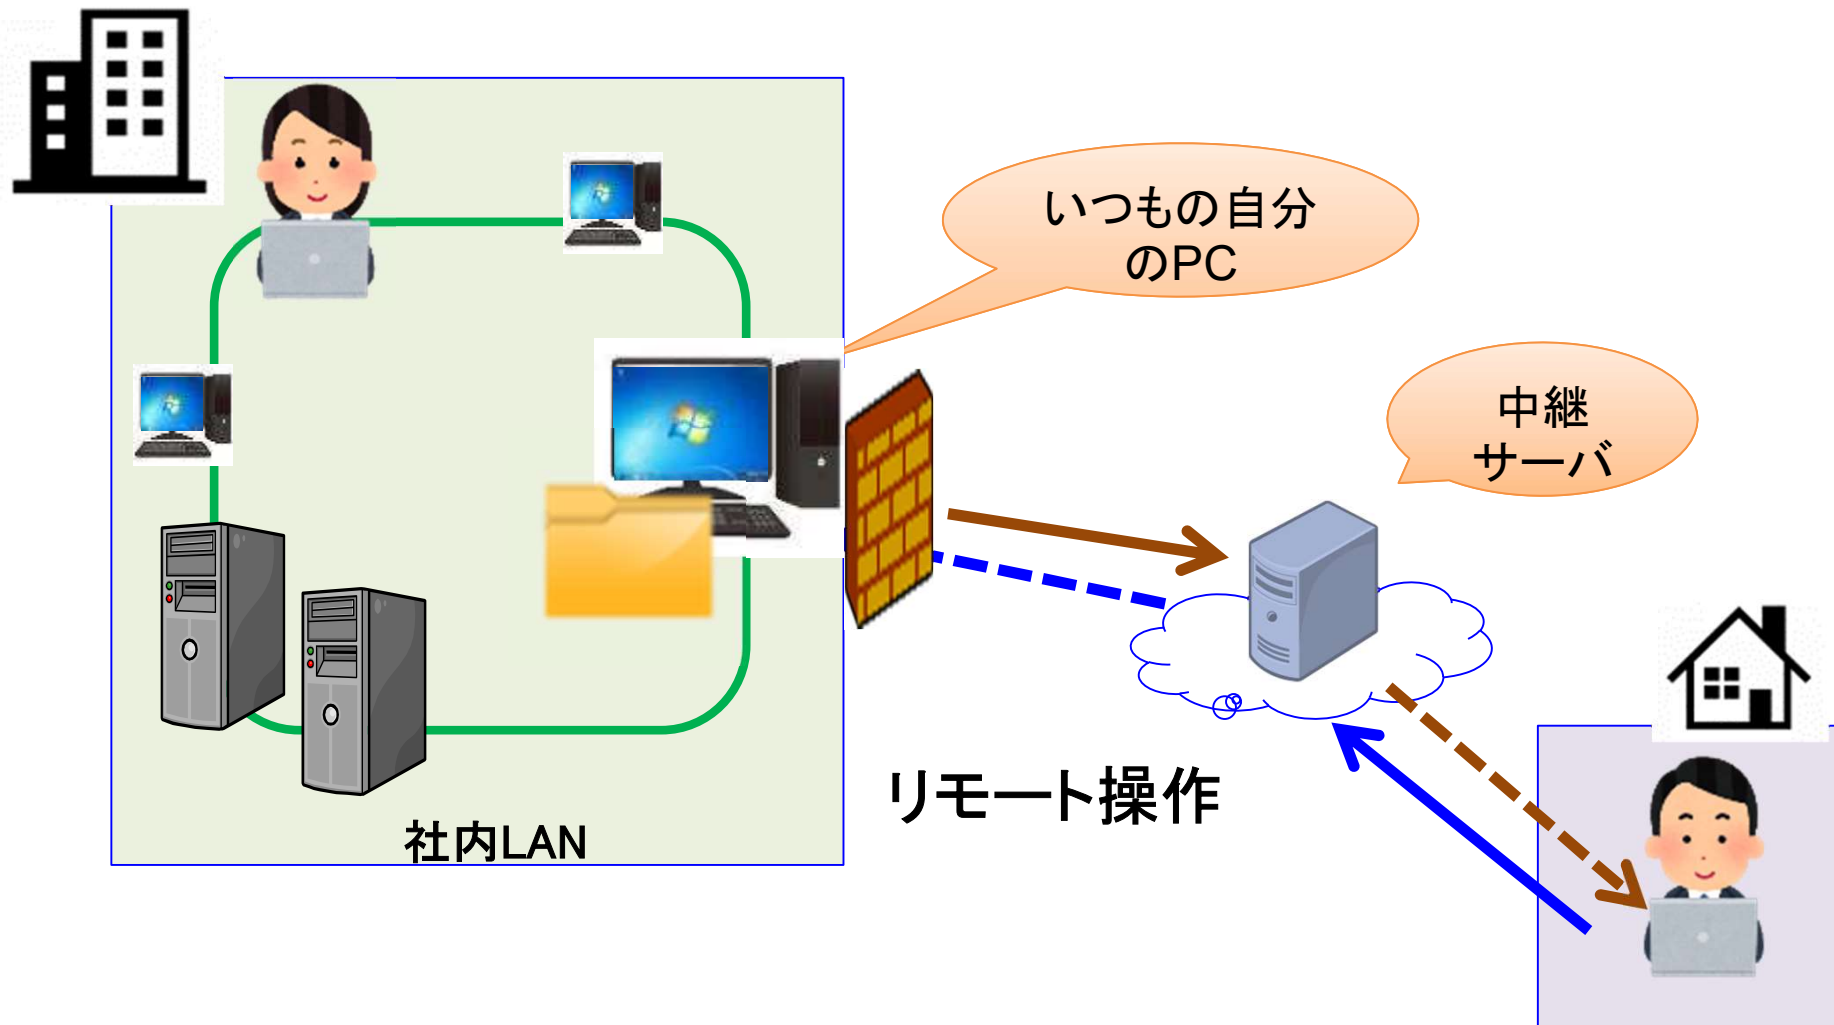 いつもの自分
のPC
中継
サーバ
リモート操作
社内LAN